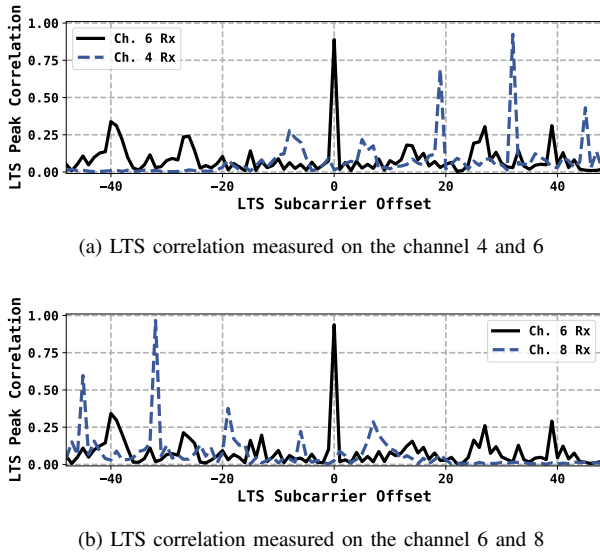 LTS Peak Correlation
1.00
0.75
0.50
0.25
0.00
Ch. 6 Rx
Ch. 4 Rx
−40
−20
0
20
40
LTS Subcarrier Offset
(a) LTS correlation measured on the channel 4 and 6
LTS Peak Correlation
1.00
0.75
0.50
0.25
0.00
Ch. 6 Rx
Ch. 8 Rx
−40
−20
0
20
40
LTS Subcarrier Offset
(b) LTS correlation measured on the channel 6 and 8